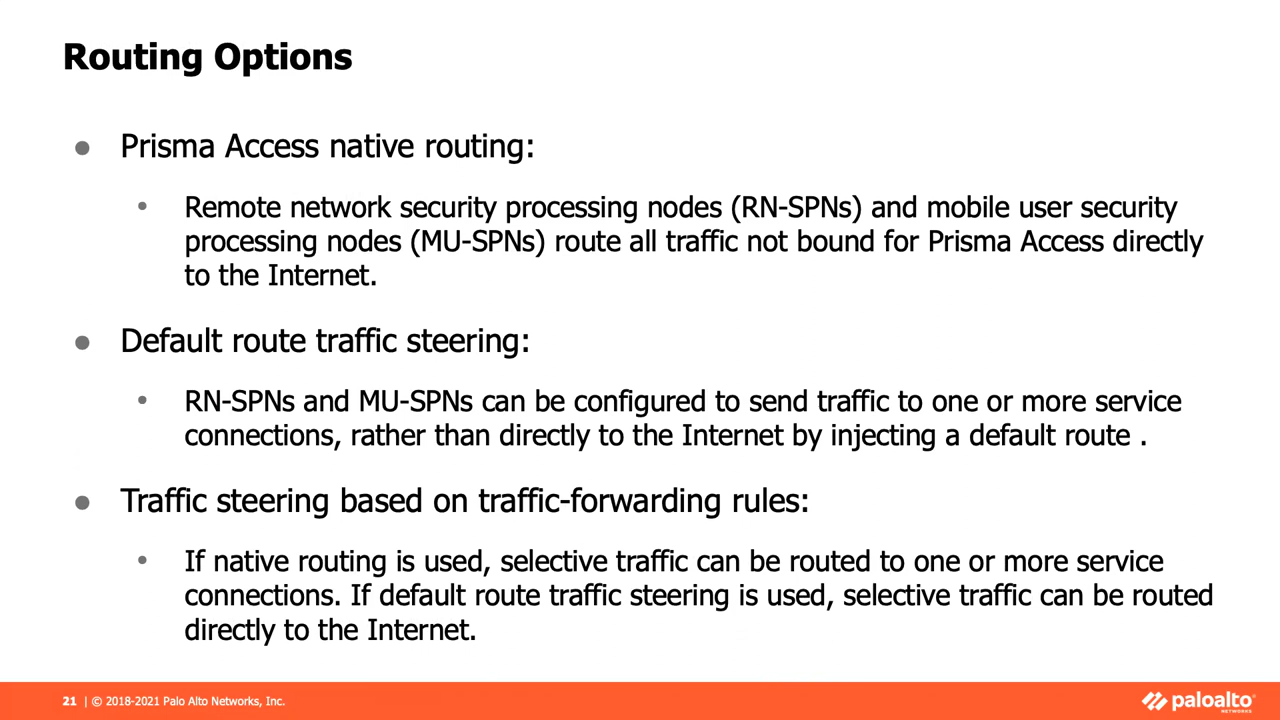 Routing Options
● Prisma Access native routing:
• Remote network security processing nodes (RN-SPNs) and mobile user security
processing nodes (MU-SPNs) route all traffic not bound for Prisma Access directly
to the Internet.
● Default route traffic steering:
• RN-SPNs and MU-SPNs can be configured to send traffic to one or more service
connections, rather than directly to the Internet by injecting a default route .
● Traffic steering based on traffic-forwarding rules:
• If native routing is used, selective traffic can be routed to one or more service
connections. If default route traffic steering is used, selective traffic can be routed
directly to the Internet.
21 | © 2018-2021 Palo Alto Networks, Inc.
paloalto
NETWORKS